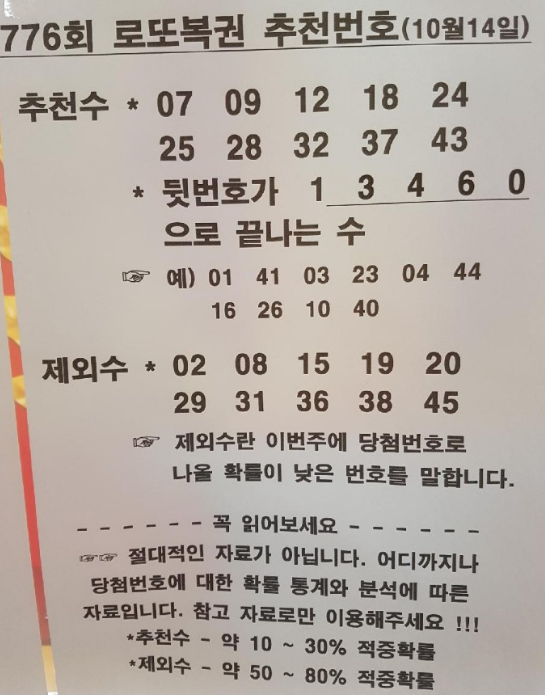 776회 로또복권 추천번호(10월14일)
추천수 * 07 09 12 18 24
25 28 32 37 43
* 뒷번호가 1 3 4 6 0
으로 끝나는 수
☞ 예) 01 41 03 23 04 44
16 26 10 40
제외수 * 02 08 15 19 20
29 31 36 38 45
☞ 제외수란 이번주에 당첨번호로
나올 확률이 낮은 번호를 말합니다.
- - - - - - 꼭 읽어보세요 - - - - - -
☞☞ 절대적인 자료가 아닙니다. 어디까지나
당첨번호에 대한 확률 통계와 분석에 따른
자료입니다. 참고 자료로만 이용해주세요 !!!
*추천수 - 약 10 ~ 30% 적중확률
*제외수 - 약 50 ~ 80% 적중확률